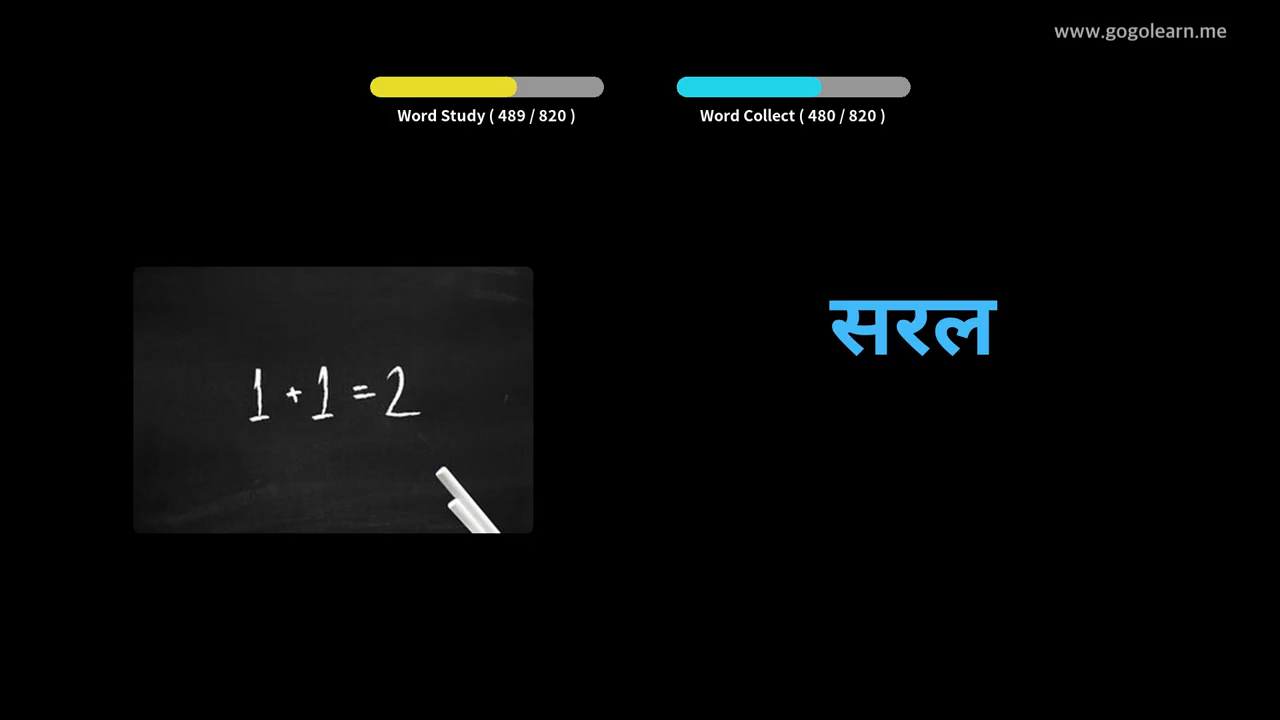 www.gogolearn.me
Word Study ( 489 / 820 )
Word Collect ( 480 / 820 )
1 + 1 = 2
सरल